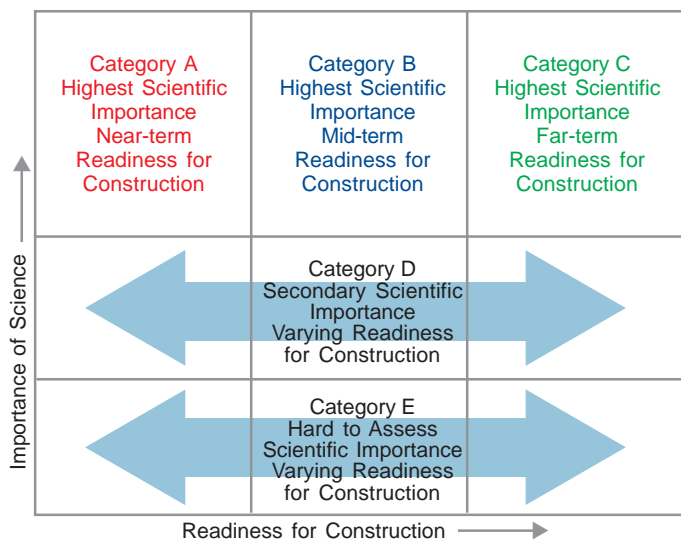 Category A
Highest Scientific
Importance
Near-term
Readiness for
Construction
Category B
Highest Scientific
Importance
Mid-term
Readiness for
Construction
Category C
Highest Scientific
Importance
Far-term
Readiness for
Construction
Category D
Secondary Scientific
Importance
Varying Readiness
for Construction
Category E
Hard to Assess
Scientific Importance
Varying Readiness
for Construction
Importance of Science
Readiness for Construction